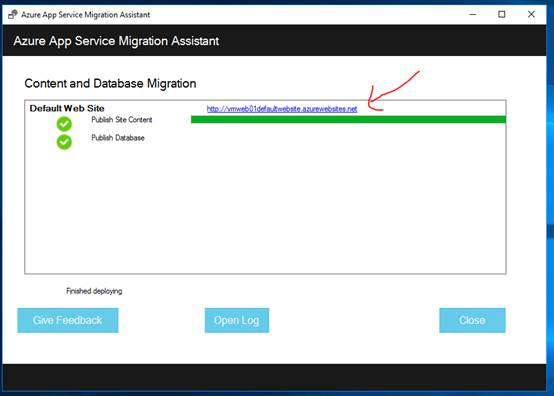 Azure App Service Migration Assistant
Azure App Service Migration Assistant
Content and Database Migration
Default Web Site http://vmweb01defaultwebsite.azurewebsites.net
Publish Site Content
Publish Database
Finished deploying
Give Feedback Open Log Close